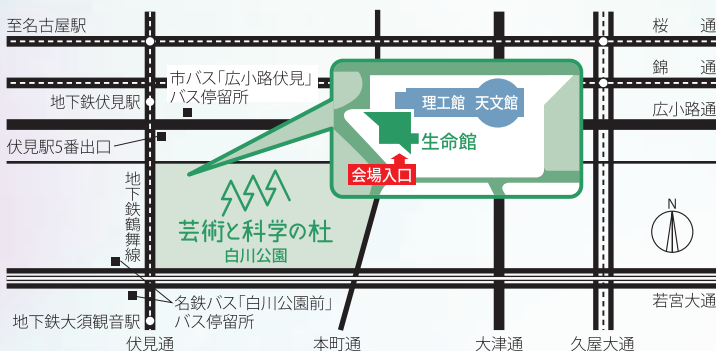 至名古屋駅
桜 通
市バス「広小路伏見」
バス停留所
錦 通
地下鉄伏見駅
理工館 天文館
広小路通
伏見駅5番出口
生命館
会場入口
地下鉄鶴舞線
芸術と科学の杜
白川公園
N
名鉄バス「白川公園前」
バス停留所
若宮大通
地下鉄大須観音駅
伏見通
本町通
大津通
久屋大通